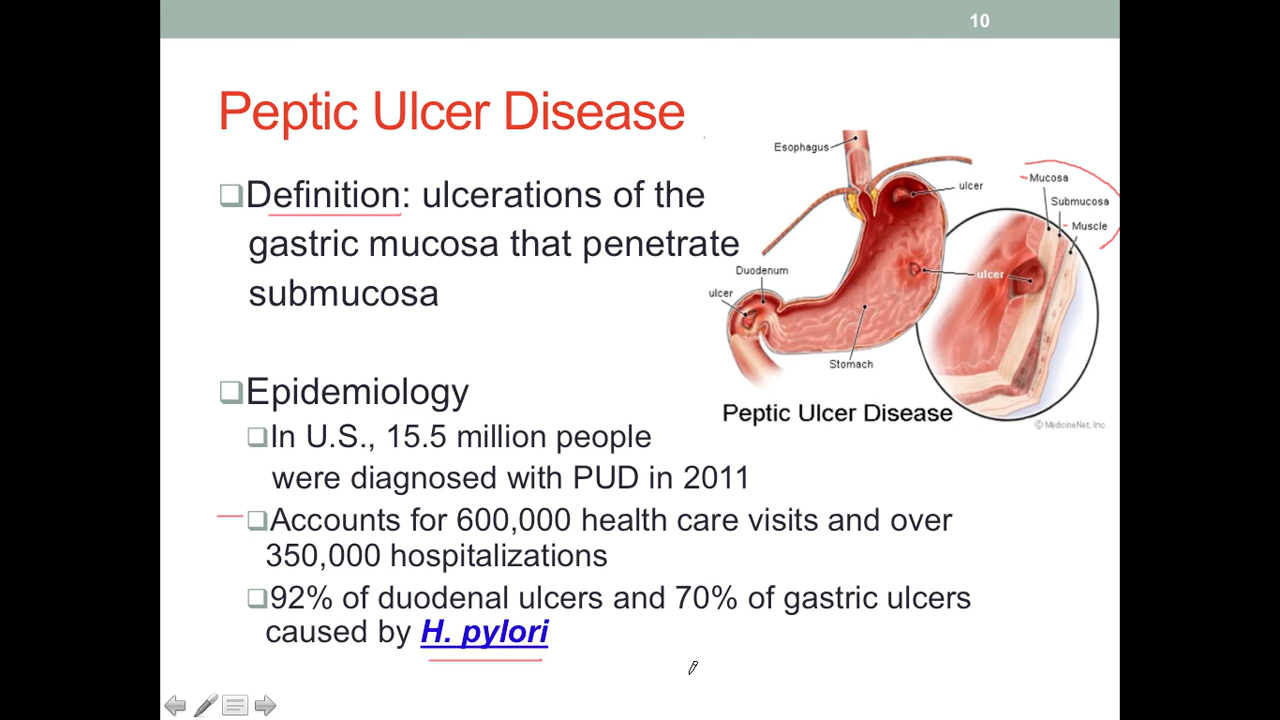 10
Peptic Ulcer Disease
Definition: ulcerations of the
gastric mucosa that penetrate
submucosa
Epidemiology
In U.S., 15.5 million people
were diagnosed with PUD in 2011
Accounts for 600,000 health care visits and over
350,000 hospitalizations
92% of duodenal ulcers and 70% of gastric ulcers
caused by H. pylori
Esophagus
ulcer
Mucosa
Submucosa
Muscle
Duodenum
ulcer
ulcer
Stomach
Peptic Ulcer Disease
© MedicineNet, Inc.